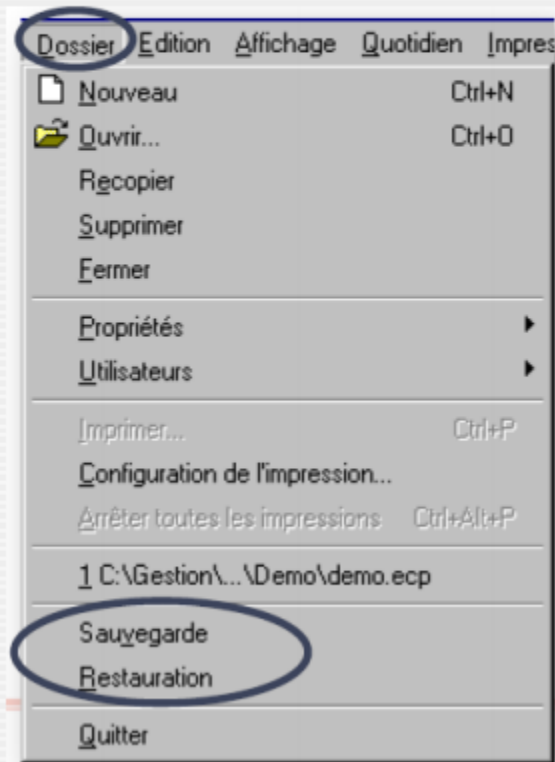 Dossier Edition Affichage Quotidien Impres
Nouveau Ctrl+N
Ouvrir... Ctrl+O
Recopier
Supprimer
Fermer
Propriétés
Utilisateurs
Imprimer... Ctrl+P
Configuration de l'impression...
Arrêter toutes les impressions Ctrl+Alt+P
1 C:\Gestion\...\Demo\demo.ecp
Sauvegarde
Restauration
Quitter